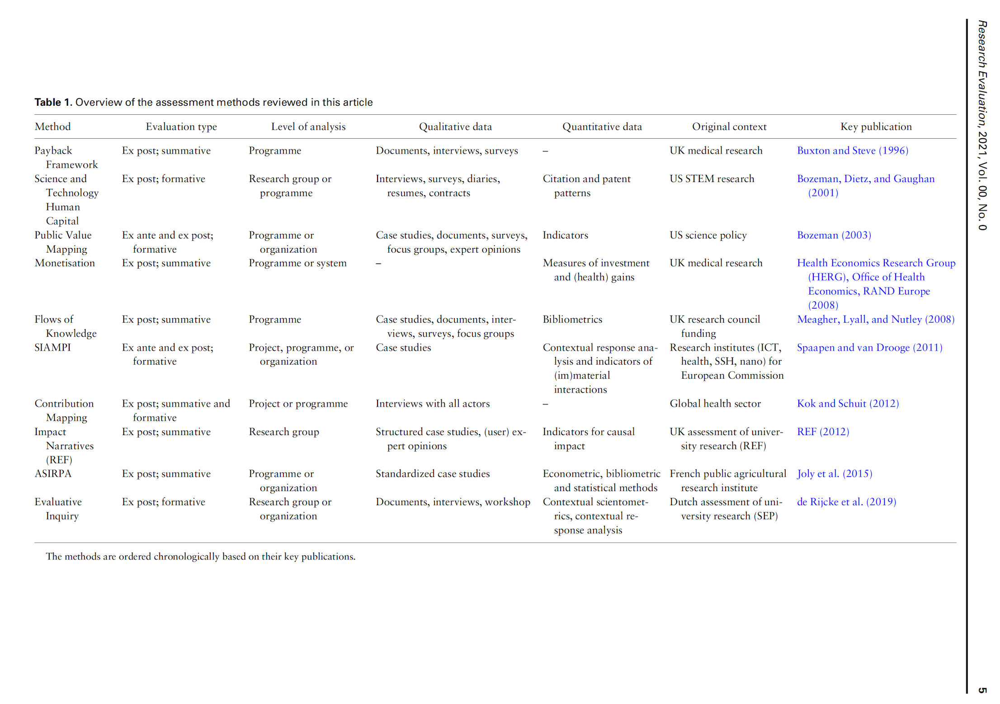 Research Evaluation, 2021, Vol. 00, No. 0
5
Table 1. Overview of the assessment methods reviewed in this article
Method Evaluation type Level of analysis Qualitative data Quantitative data Original context Key publication
Payback Ex post; summative Programme Documents, interviews, surveys – UK medical research Buxton and Steve (1996)
Framework
Science and Ex post; formative Research group or Interviews, surveys, diaries, Citation and patent US STEM research Bozeman, Dietz, and Gaughan
Technology programme resumes, contracts patterns (2001)
Human
Capital
Public Value Ex ante and ex post; Programme or Case studies, documents, surveys, Indicators US science policy Bozeman (2003)
Mapping formative organization focus groups, expert opinions
Monetisation Ex post; summative Programme or system – Measures of investment UK medical research Health Economics Research Group
and (health) gains (HERG), Office of Health
Economics, RAND Europe
(2008)
Flows of Ex post; summative Programme Case studies, documents, inter- Bibliometrics UK research council Meagher, Lyall, and Nutley (2008)
Knowledge views, surveys, focus groups funding
SIAMPI Ex ante and ex post; Project, programme, or Case studies Contextual response ana- Research institutes (ICT, Spaapen and van Drooge (2011)
formative organization lysis and indicators of health, SSH, nano) for
(im)material European Commission
interactions
Contribution Ex post; summative and Project or programme Interviews with all actors – Global health sector Kok and Schuit (2012)
Mapping formative
Impact Ex post; summative Research group Structured case studies, (user) ex- Indicators for causal UK assessment of univer- REF (2012)
Narratives pert opinions impact sity research (REF)
(REF)
ASIRPA Ex post; summative Programme or Standardized case studies Econometric, bibliometric French public agricultural Joly et al. (2015)
organization and statistical methods research institute
Evaluative Ex post; formative Research group or Documents, interviews, workshop Contextual scientomet- Dutch assessment of uni- de Rijcke et al. (2019)
Inquiry organization rics, contextual re- versity research (SEP)
sponse analysis
The methods are ordered chronologically based on their key publications.